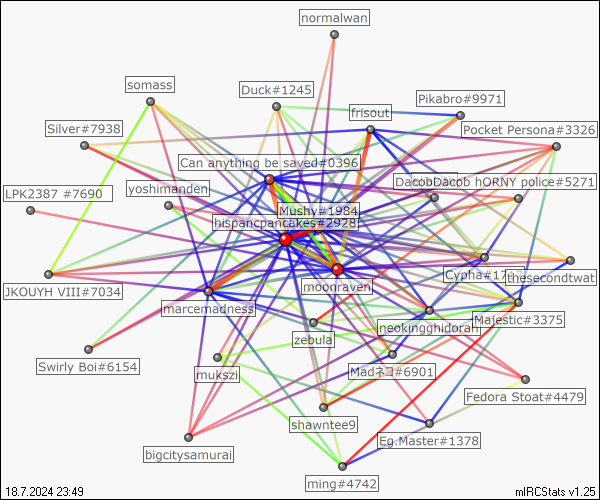 normalwan
somass
Duck#1245
Pikabro#9971
frisout
Silver#7938
Pocket Persona#3326
Can anything be saved#0396
LPK2387 #7690
yoshimanden
hORNY police#5271
Mushy#1984
hispancpancakes#2928
Cypha#17
thesecondtwat
moonraven
JKOUYH VIII#7034
marcemadness
neokingghidorah
Majestic#3375
zebula
Swirly Boi#6154
mukszi
Madネコ#6901
Fedora Stoat#4479
shawntee9
Eg.Master#1378
bigcitysamurai
ming#4742
18.7.2024 23:49
mIRCStats v1.25